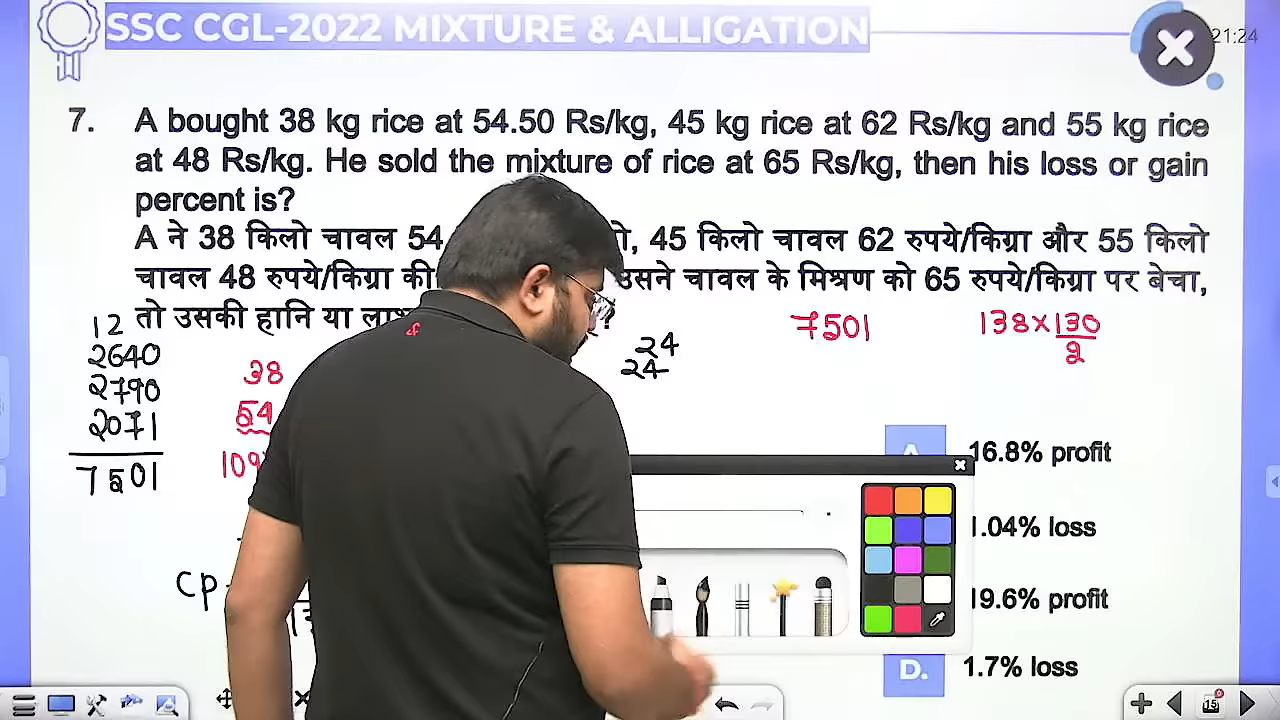 SSC CGL-2022 MIXTURE & ALLIGATION
21:24
7. A bought 38 kg rice at 54.50 Rs/kg, 45 kg rice at 62 Rs/kg and 55 kg rice
at 48 Rs/kg. He sold the mixture of rice at 65 Rs/kg, then his loss or gain
percent is?
A ने 38 किलो चावल 54 45 किलो चावल 62 रुपये/किग्रा और 55 किलो
चावल 48 रुपये/किग्रा की उसने चावल के मिश्रण को 65 रुपये/किग्रा पर बेचा,
तो उसकी हानि या ?
12
2640
2790
2071
7501
38
54
109
24
24
7501
138×130
2
CP
16.8% profit
1.04% loss
19.6% profit
D. 1.7% loss
15